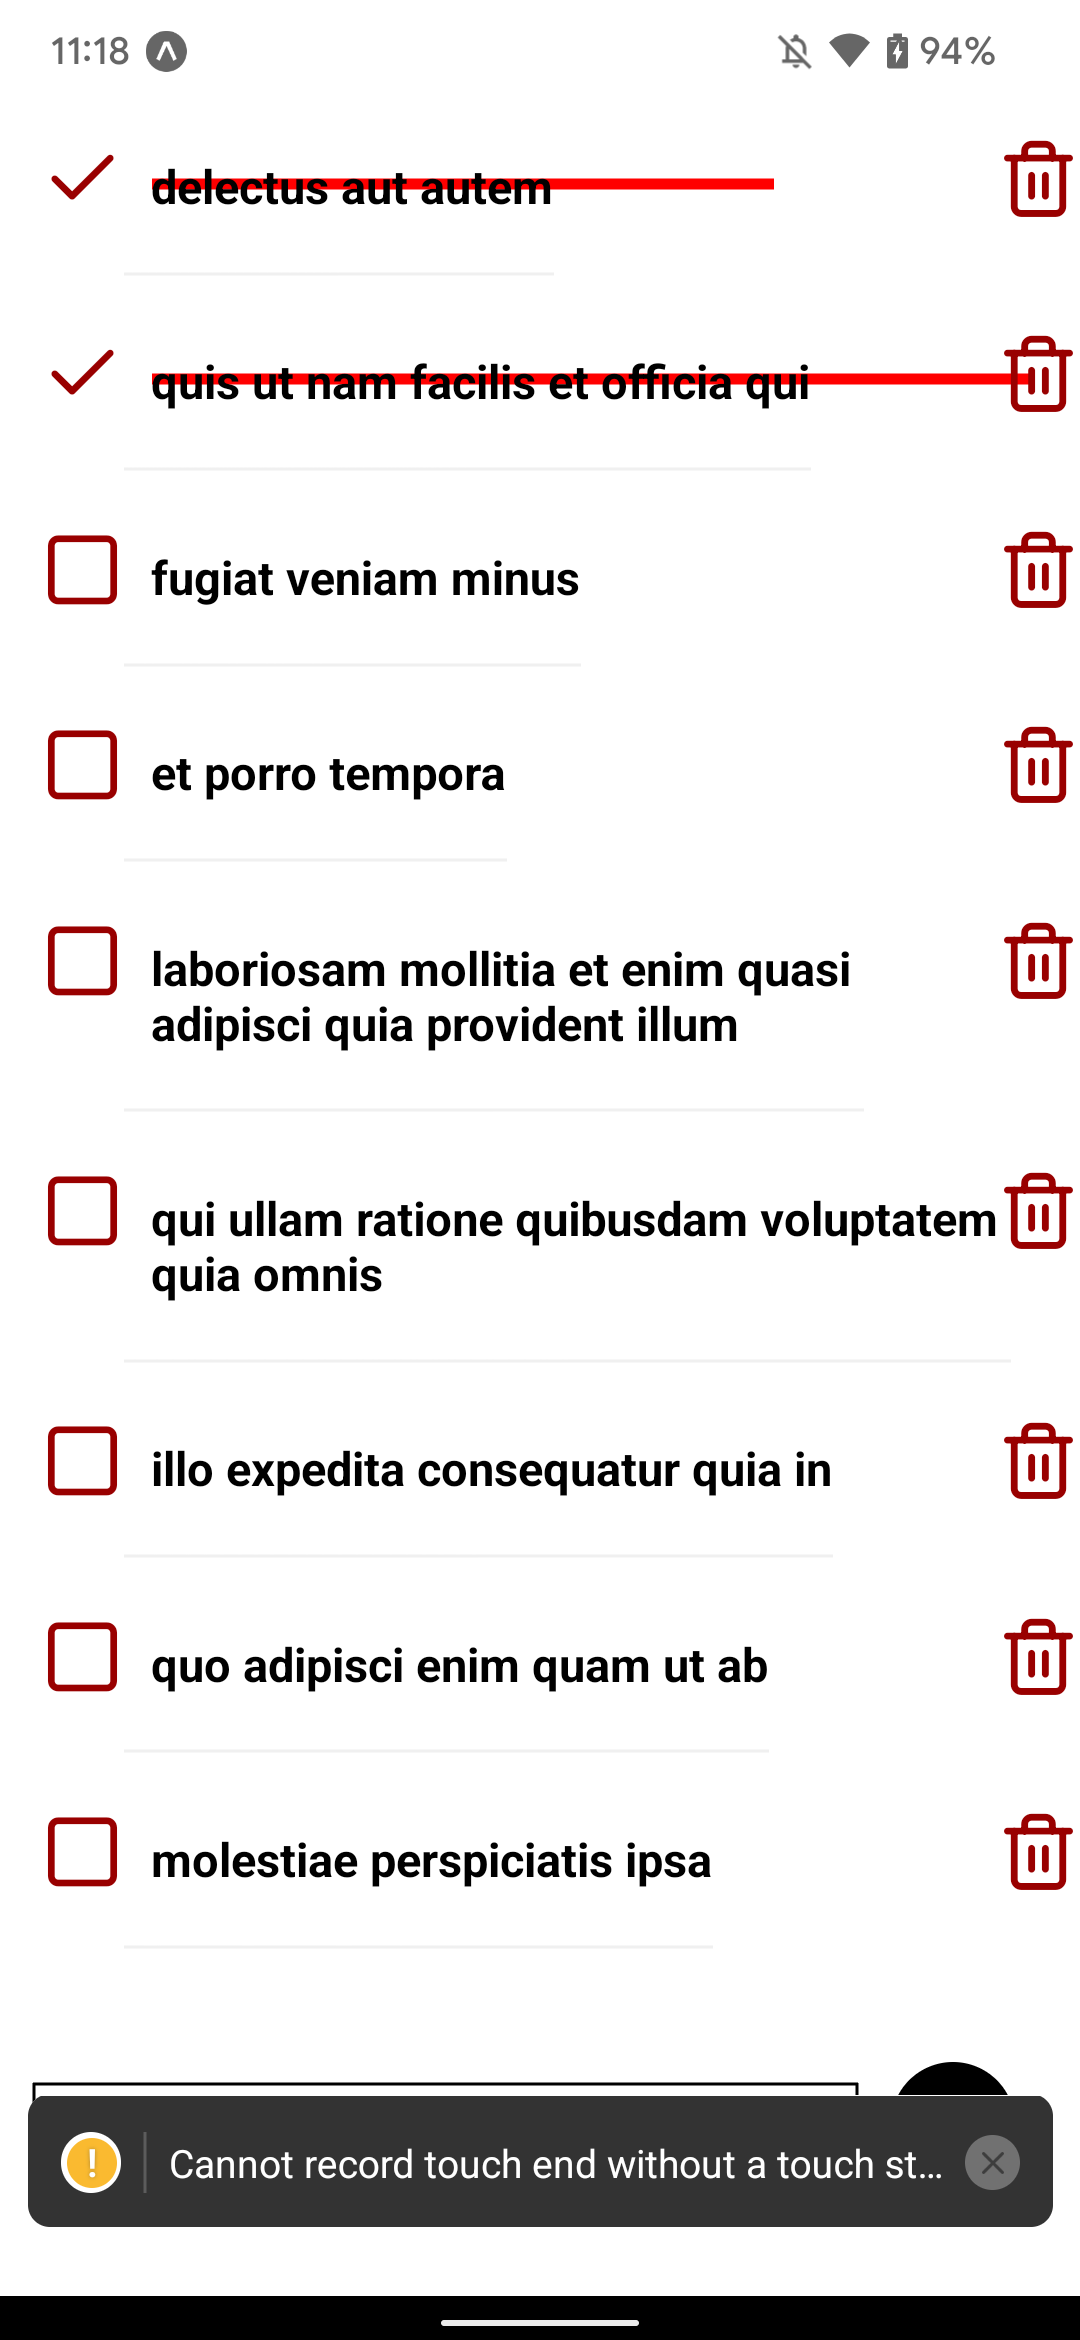 11:18
94%
delectus aut autem
quis ut nam facilis et officia qui
fugiat veniam minus
et porro tempora
laboriosam mollitia et enim quasi
adipisci quia provident illum
qui ullam ratione quibusdam voluptatem
quia omnis
illo expedita consequatur quia in
quo adipisci enim quam ut ab
molestiae perspiciatis ipsa
Cannot record touch end without a touch st…